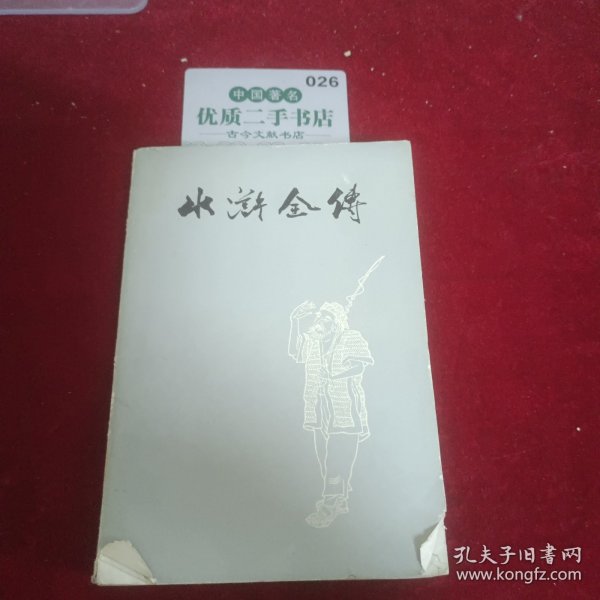 026
中国著名
优质二手书店
古今文献书店
水浒全傳
孔夫子旧书网
www.kongfz.com